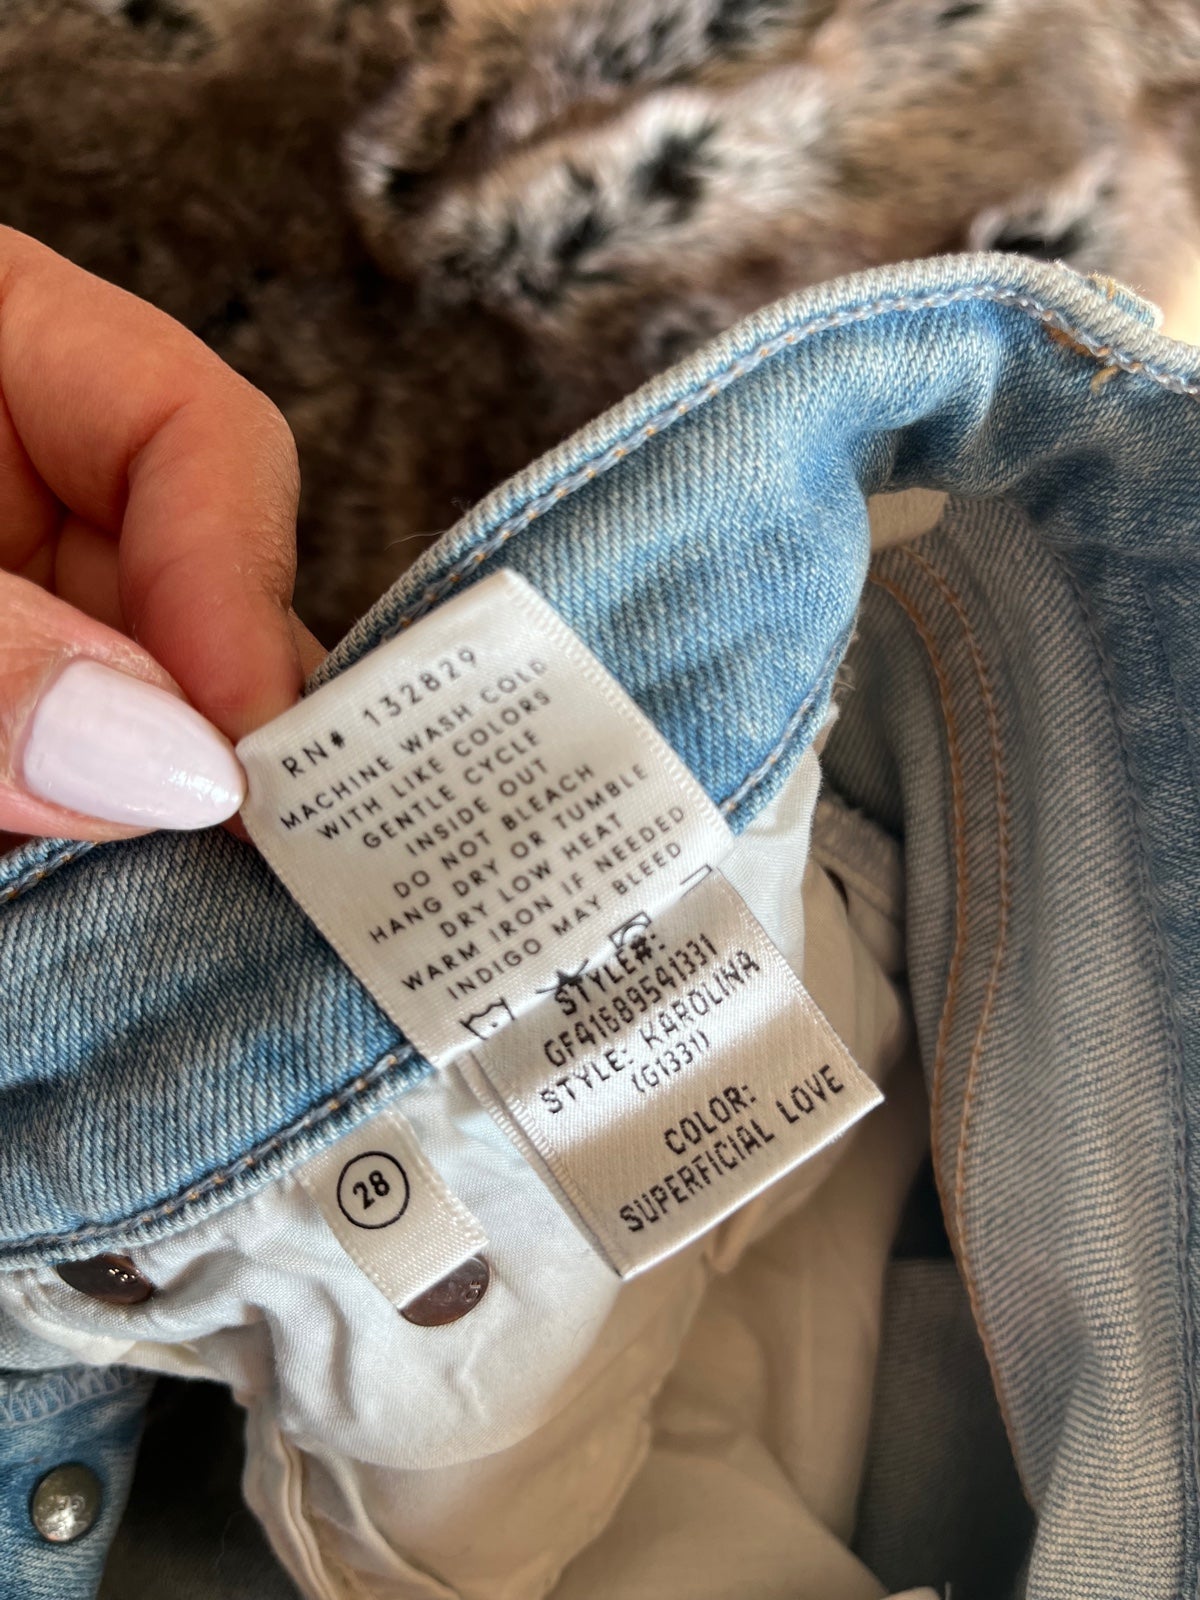 RN# 132829
MACHINE WASH COLD
WITH LIKE COLORS
GENTLE CYCLE
INSIDE OUT
DO NOT BLEACH
HANG DRY OR TUMBLE
DRY LOW HEAT
WARM IRON IF NEEDED
INDIGO MAY BLEED
STYLE#:
GF41689541331
STYLE: KAROLINA
(G1331)
COLOR:
SUPERFICIAL LOVE
28